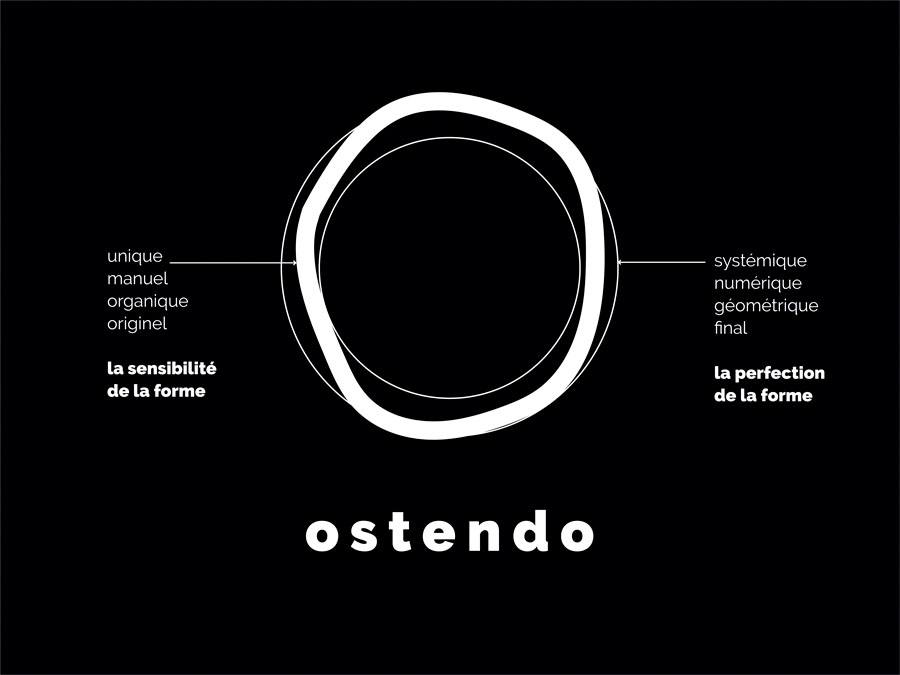 unique
manuel
organique
originel
la sensibilité
de la forme
systémique
numérique
géométrique
final
la perfection
de la forme
ostendo